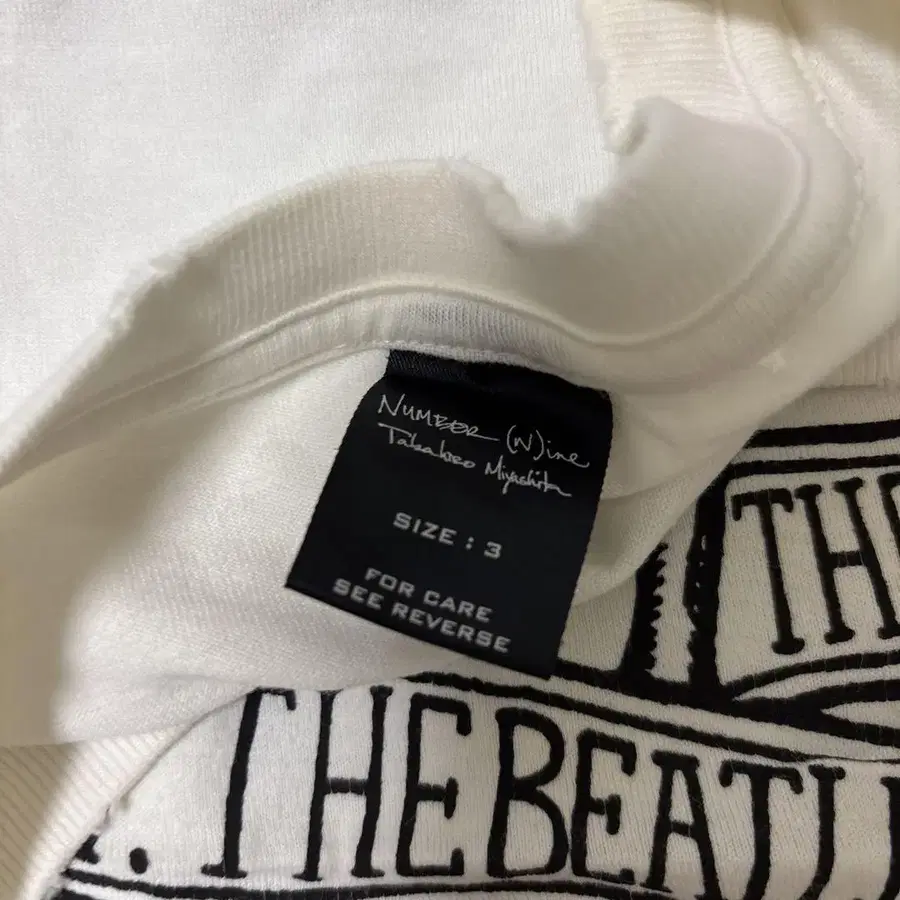 NUMBER (N)ine
Takahiro Miyashita
SIZE : 3
FOR CARE
SEE REVERSE
THE
THE BEATL